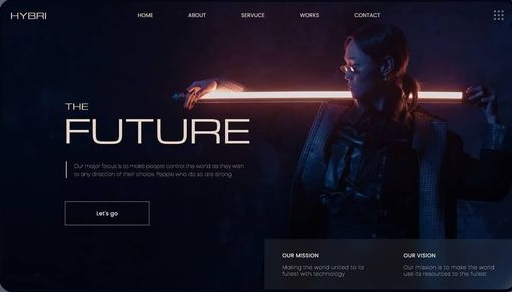 HYBRI
HOME ABOUT SERVIJCE WORKS CONTACT
THE
FUTURE
Our major focus is to make people control the world as they wish
to any direction of their choice. People who do so are strong
Let's go
OUR MISSION
Making the world united to its
fullest with technology
OUR VISION
Our mission is to make the world
use its resources to the fullest